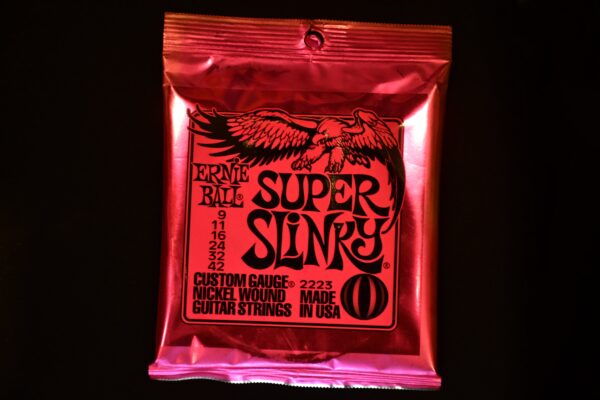 ERNIE
BALL®
SUPER
SLINKY®
9
11
16
24
32
42
CUSTOM GAUGE®
NICKEL WOUND
GUITAR STRINGS
2223
MADE
IN USA